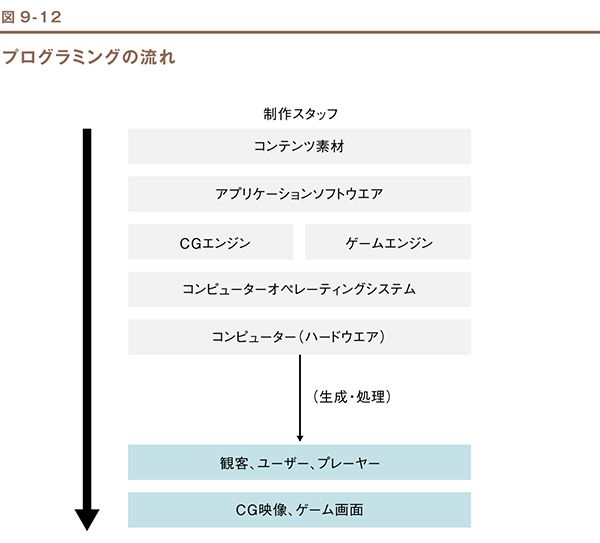 図9-12
プログラミングの流れ
制作スタッフ
コンテンツ素材
アプリケーションソフトウエア
CGエンジン
ゲームエンジン
コンピューターオペレーティングシステム
コンピューター（ハードウエア）
（生成・処理）
観客、ユーザー、プレーヤー
CG映像、ゲーム画面